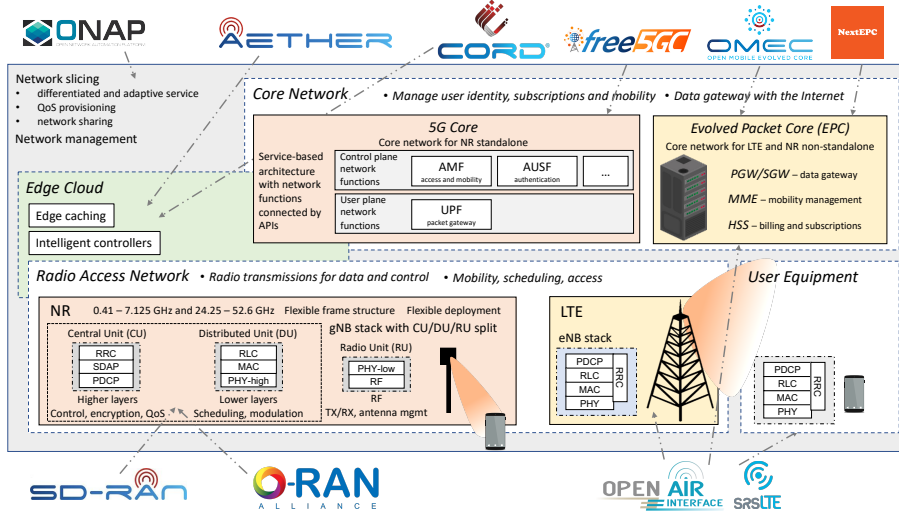 ONAP
OPEN NETWORK AUTOMATION PLATFORM
AETHER
CORD
free5GC
OMEC
OPEN MOBILE EVOLVED CORE
NextEPC
Network slicing
• differentiated and adaptive service
• QoS provisioning
• network sharing
Network management
Core Network
• Manage user identity, subscriptions and mobility
• Data gateway with the Internet
5G Core
Core network for NR standalone
Service-based
architecture
with network
functions
connected by
APIs
Control plane
network
functions
AMF
access and mobility
AUSF
authentication
...
User plane
network
functions
UPF
packet gateway
Evolved Packet Core (EPC)
Core network for LTE and NR non-standalone
PGW/SGW – data gateway
MME – mobility management
HSS – billing and subscriptions
Edge Cloud
Edge caching
Intelligent controllers
Radio Access Network
• Radio transmissions for data and control
• Mobility, scheduling, access
NR
0.41 – 7.125 GHz and 24.25 – 52.6 GHz
Flexible frame structure
Flexible deployment
gNB stack with CU/DU/RU split
Central Unit (CU)
RRC
SDAP
PDCP
Higher layers
Control, encryption, QoS
Distributed Unit (DU)
RLC
MAC
PHY-high
Lower layers
Scheduling, modulation
Radio Unit (RU)
PHY-low
RF
RF
TX/RX, antenna mgmt
LTE
eNB stack
PDCP
RLC
MAC
PHY
RRC
User Equipment
PDCP
RLC
MAC
PHY
RRC
SD-RAN
O-RAN
ALLIANCE
OPEN AIR
INTERFACE
SRSLTE